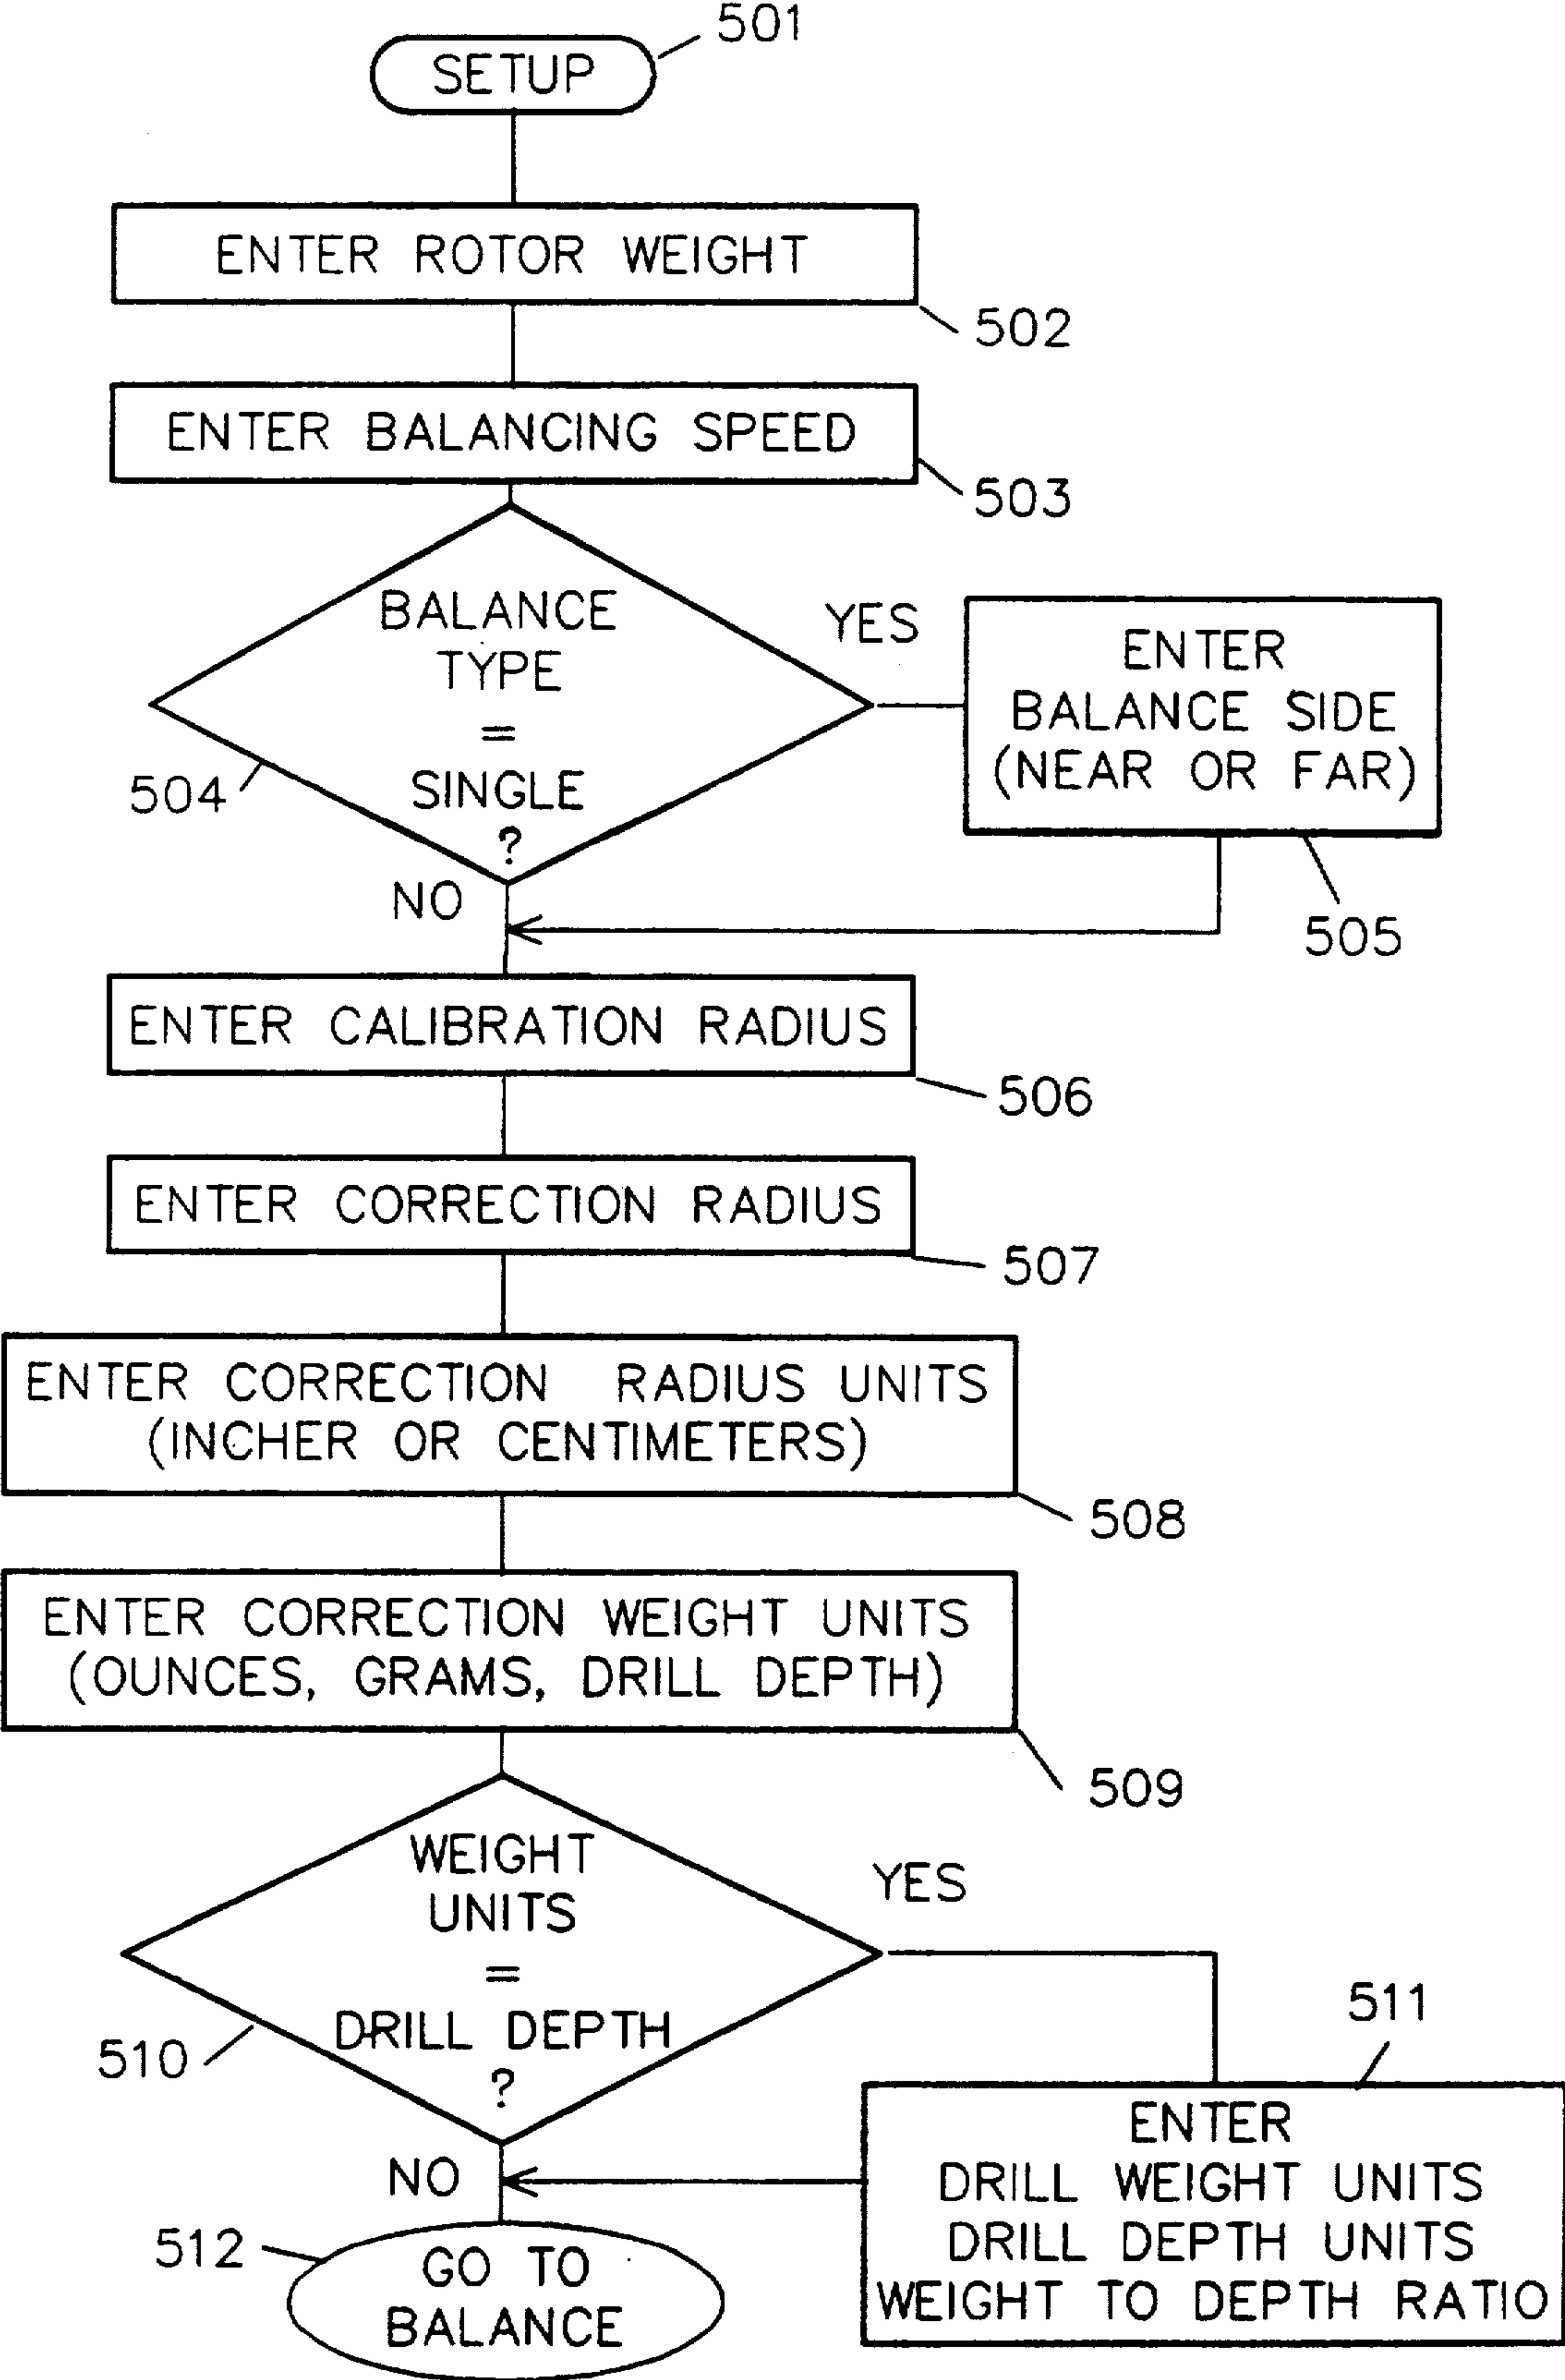 501
SETUP
ENTER ROTOR WEIGHT
502
ENTER BALANCING SPEED
503
BALANCE
TYPE
=
SINGLE
?
504
YES
ENTER
BALANCE SIDE
(NEAR OR FAR)
505
NO
ENTER CALIBRATION RADIUS
506
ENTER CORRECTION RADIUS
507
ENTER CORRECTION RADIUS UNITS
(INCHER OR CENTIMETERS)
508
ENTER CORRECTION WEIGHT UNITS
(OUNCES, GRAMS, DRILL DEPTH)
509
WEIGHT
UNITS
=
DRILL DEPTH
?
510
YES
511
ENTER
DRILL WEIGHT UNITS
DRILL DEPTH UNITS
WEIGHT TO DEPTH RATIO
NO
512
GO TO
BALANCE